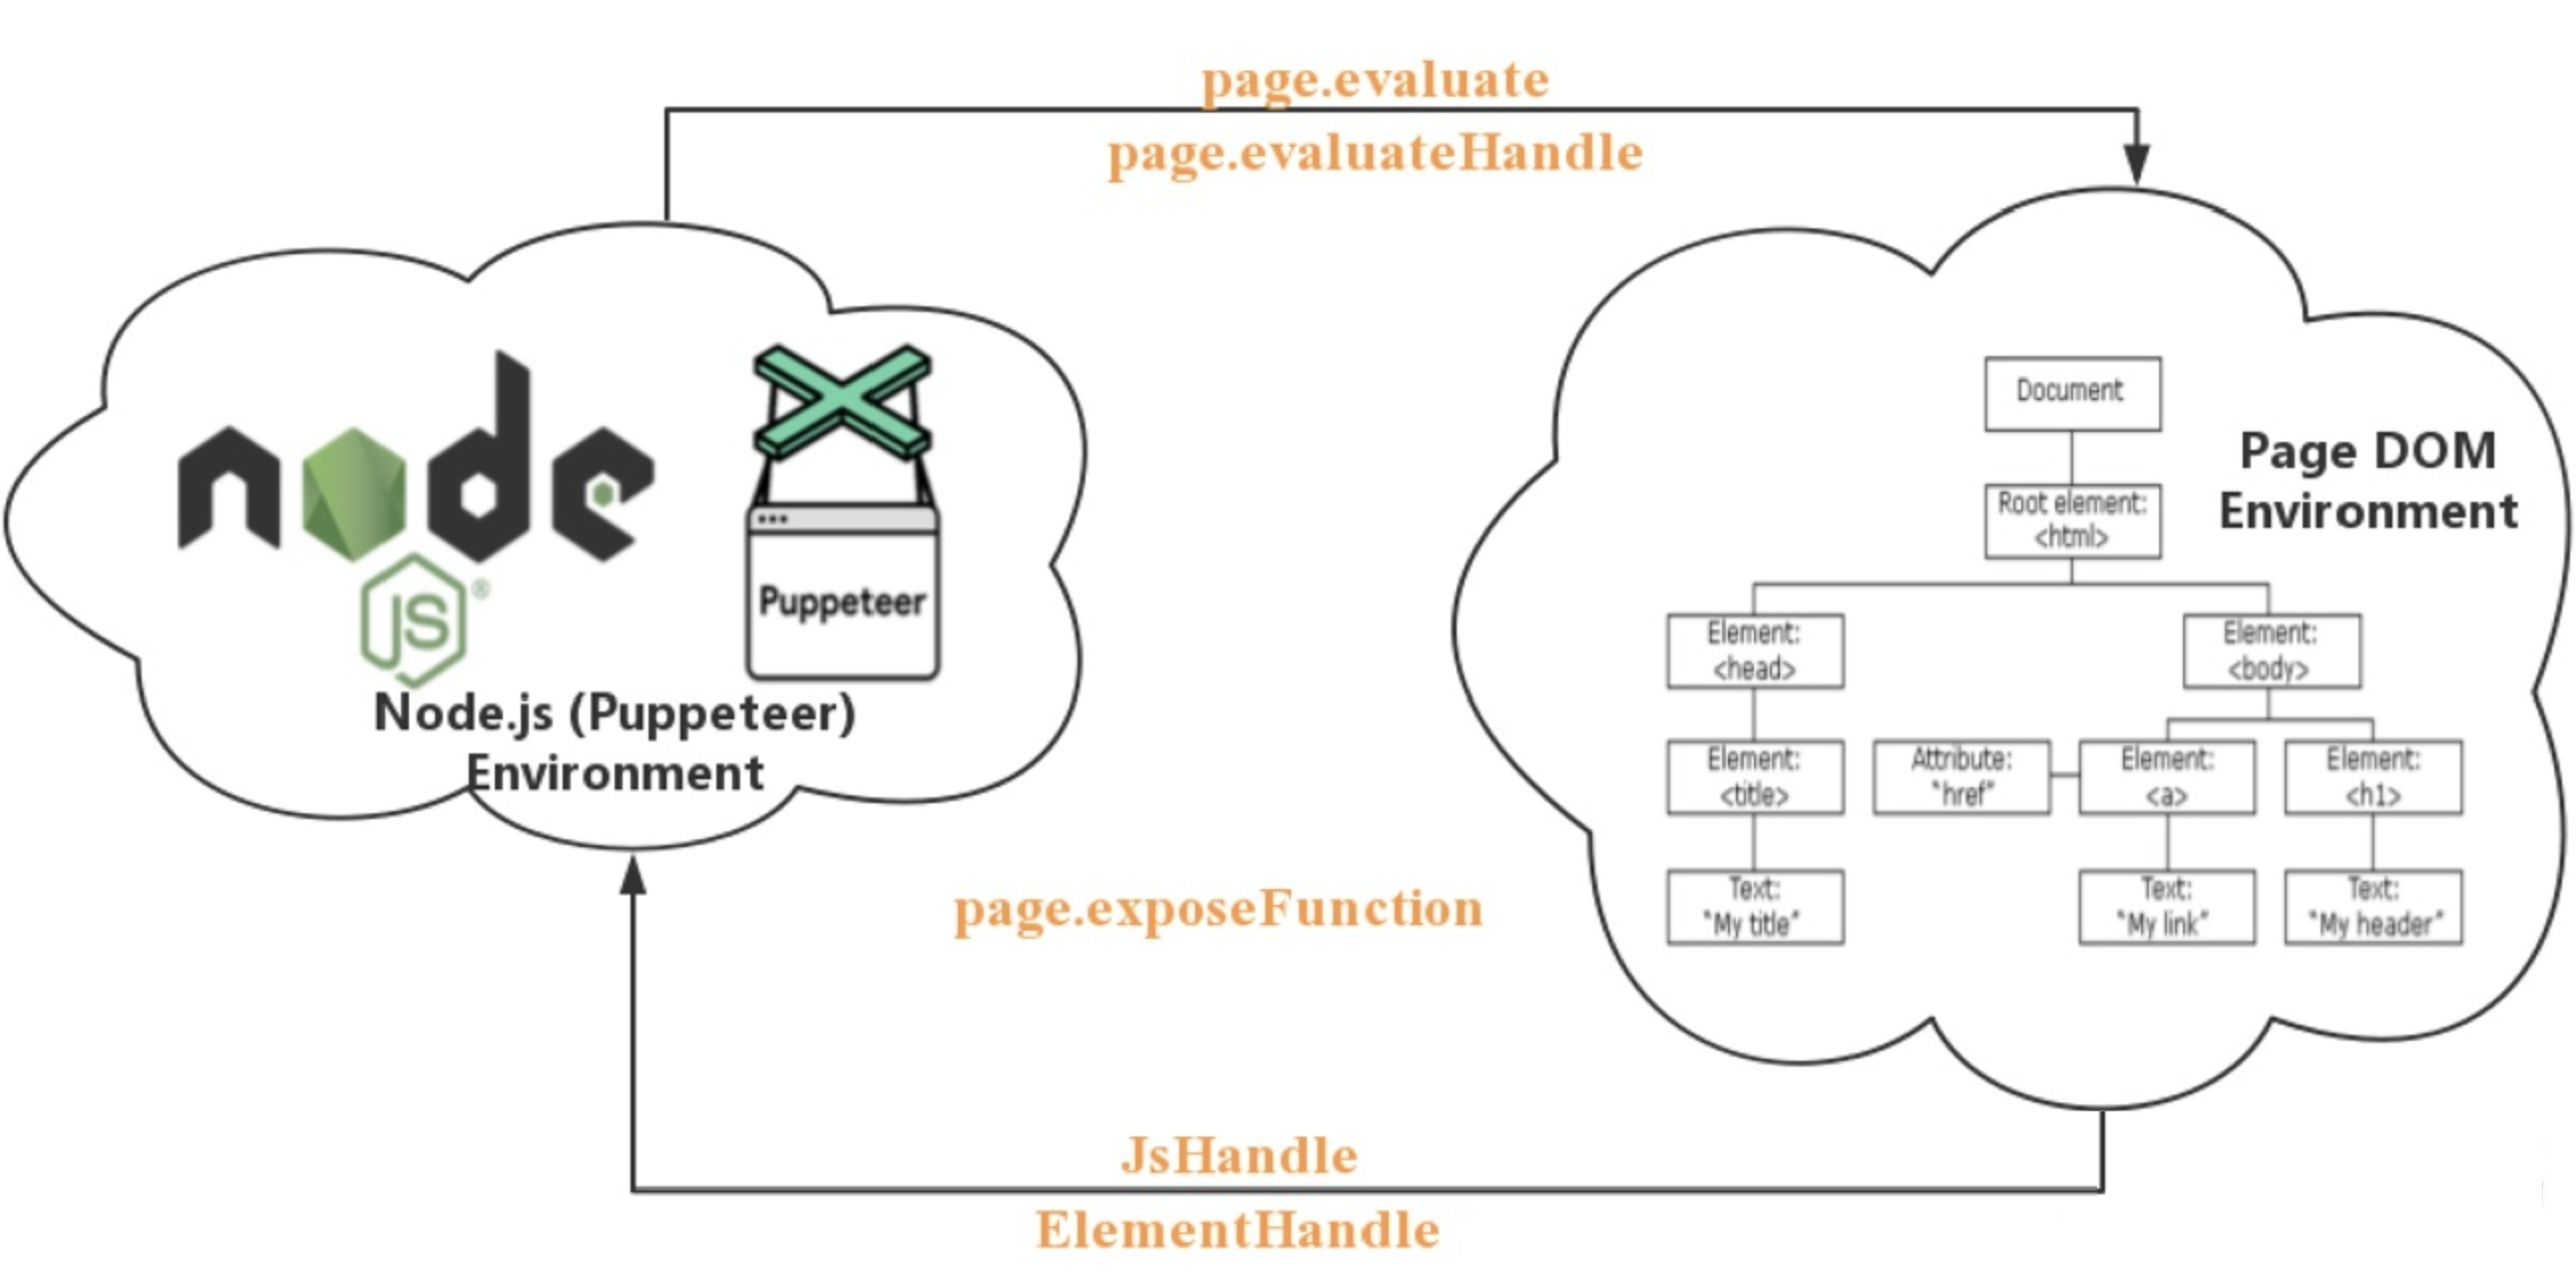 page.evaluate
page.evaluateHandle
node
JS®
Puppeteer
Node.js (Puppeteer)
Environment
Document
Root element:
<html>
Page DOM
Environment
Element:
<head>
Element:
<body>
Element:
<title>
Attribute:
"href"
Element:
<a>
Element:
<h1>
Text:
"My title"
Text:
"My link"
Text:
"My header"
page.exposeFunction
JsHandle
ElementHandle